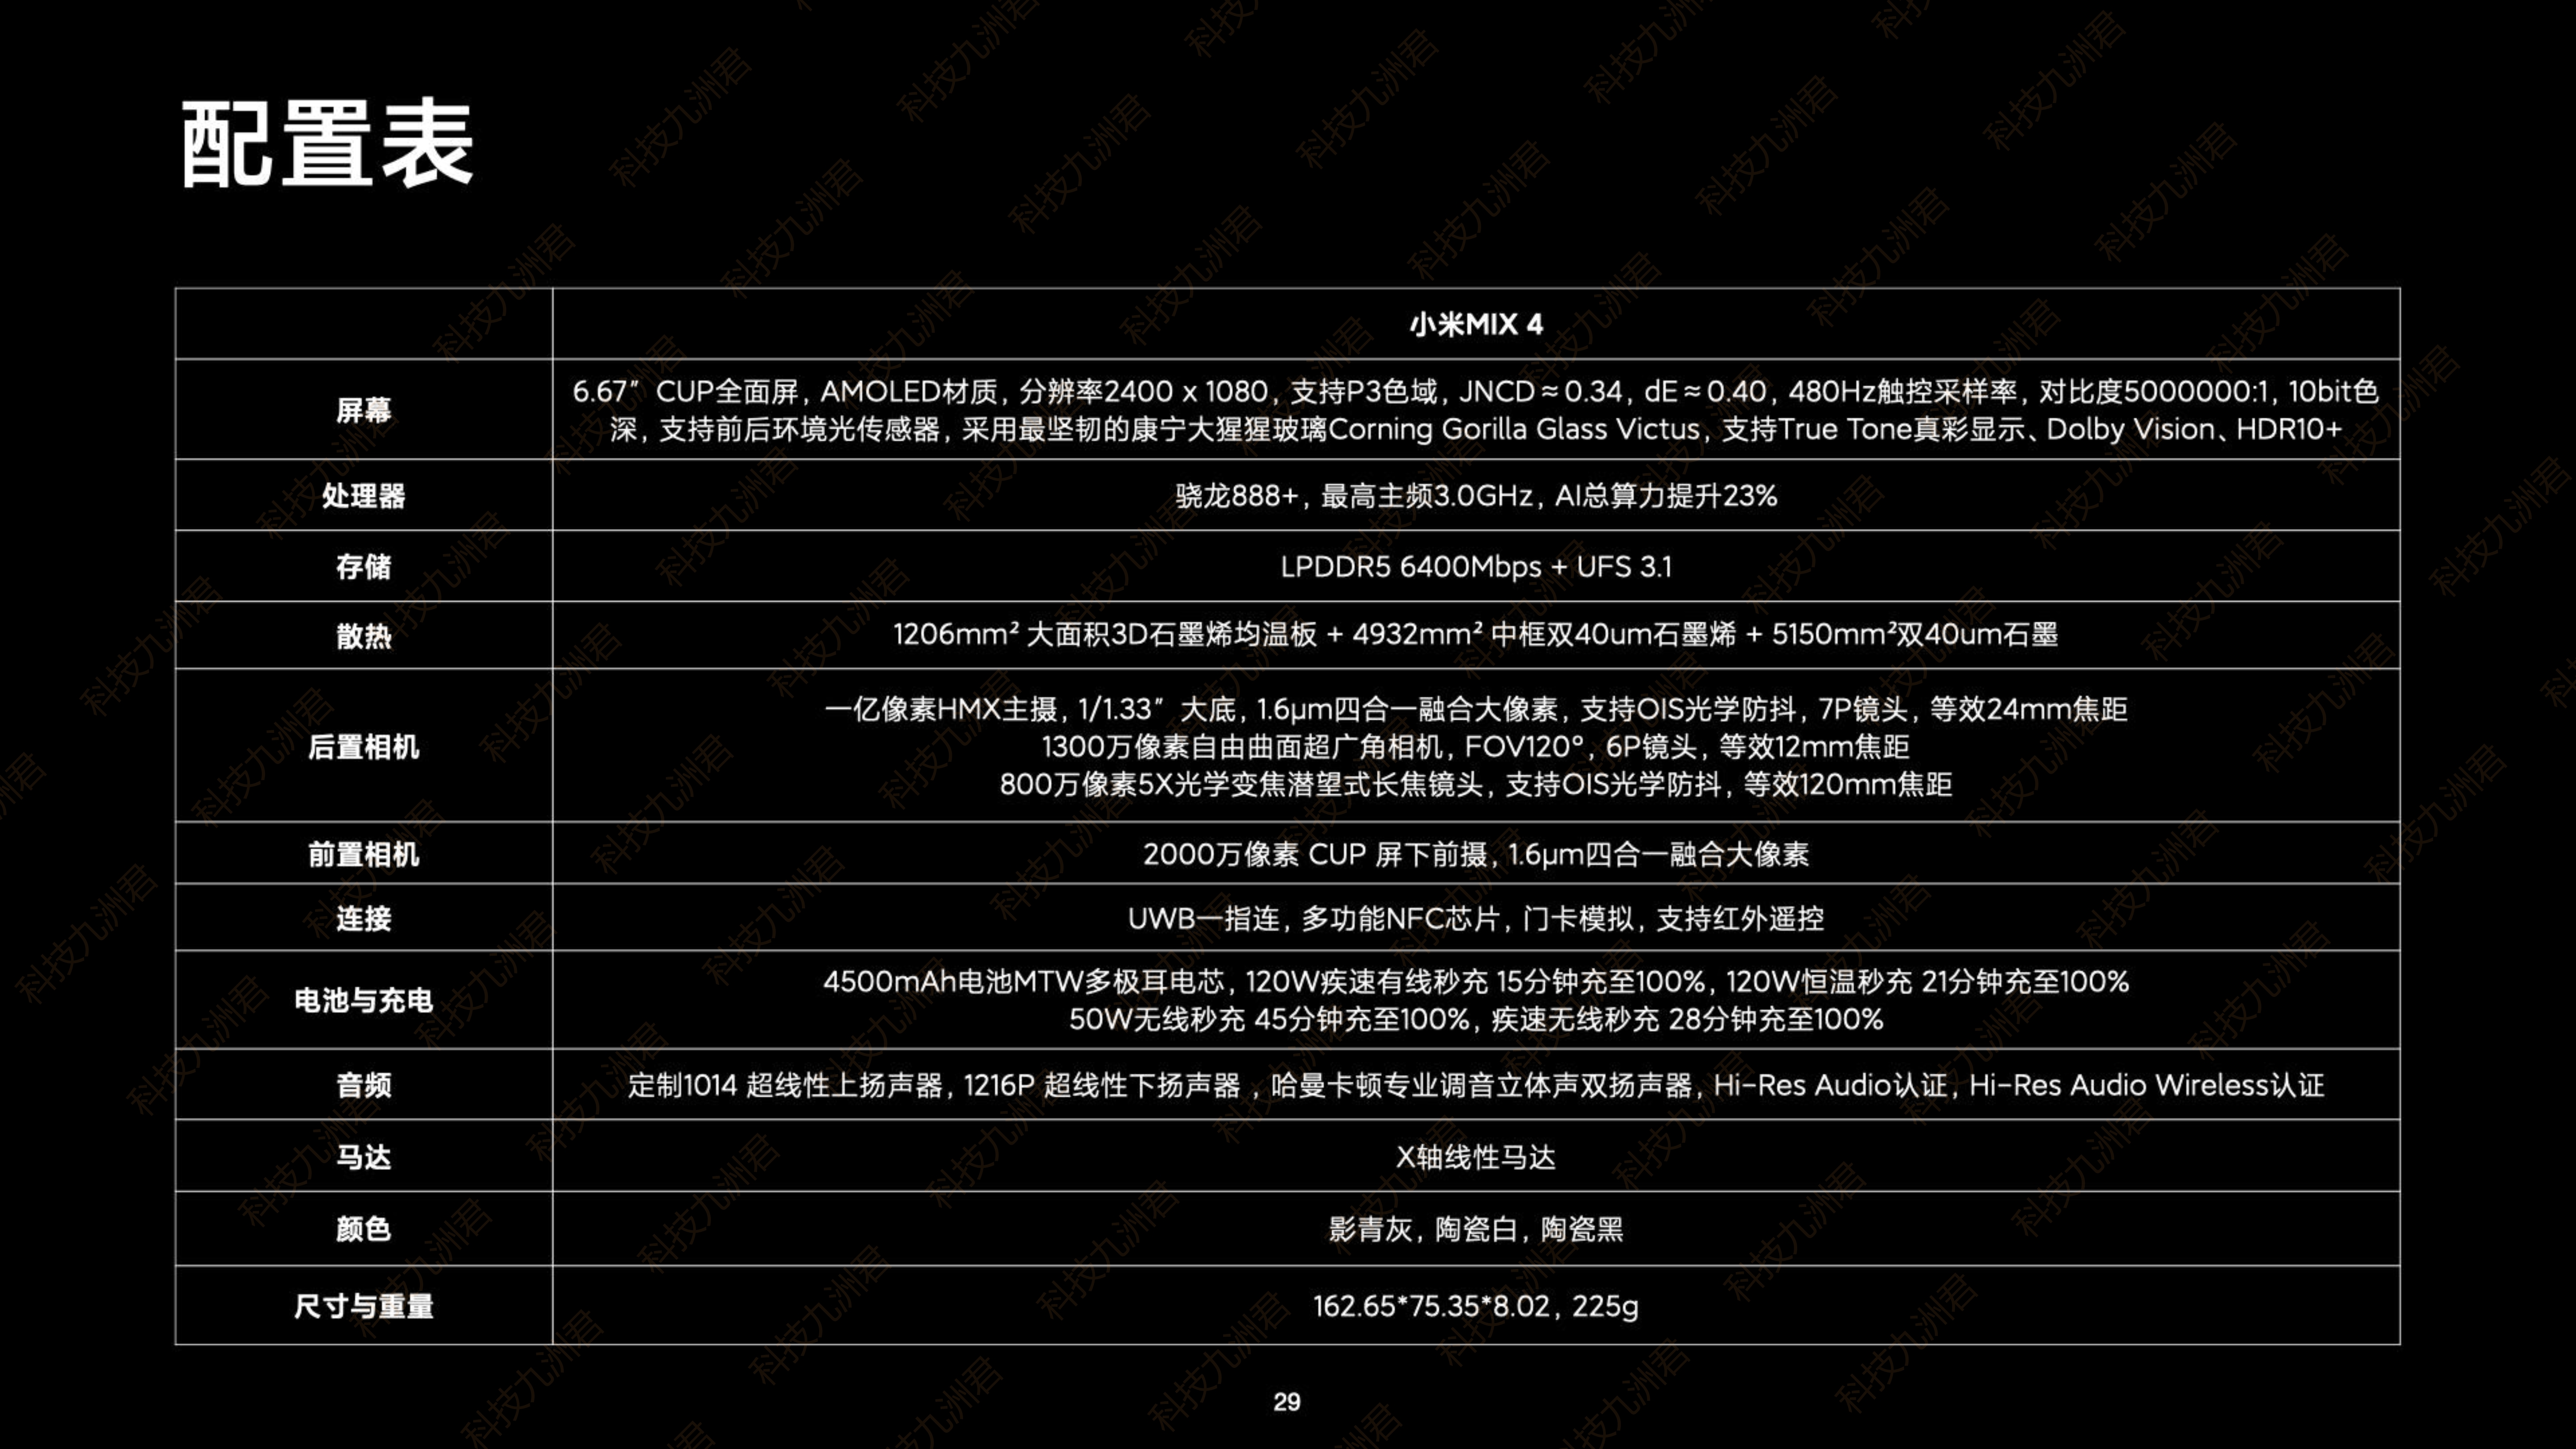 配置表
小米MIX 4
屏幕
6.67” CUP全面屏, AMOLED材质, 分辨率2400 x 1080, 支持P3色域, JNCD≈0.34, dE≈0.40, 480Hz触控采样率, 对比度5000000:1, 10bit色
深, 支持前后环境光传感器, 采用最坚韧的康宁大猩猩玻璃Corning Gorilla Glass Victus, 支持True Tone真彩显示、Dolby Vision、HDR10+
处理器
骁龙888+, 最高主频3.0GHz, AI总算力提升23%
存储
LPDDR5 6400Mbps + UFS 3.1
散热
1206mm² 大面积3D石墨烯均温板 + 4932mm² 中框双40um石墨烯 + 5150mm²双40um石墨
后置相机
一亿像素HMX主摄, 1/1.33” 大底, 1.6μm四合一融合大像素, 支持OIS光学防抖, 7P镜头, 等效24mm焦距
1300万像素自由曲面超广角相机, FOV120°, 6P镜头, 等效12mm焦距
800万像素5X光学变焦潜望式长焦镜头, 支持OIS光学防抖, 等效120mm焦距
前置相机
2000万像素 CUP 屏下前摄, 1.6μm四合一融合大像素
连接
UWB一指连, 多功能NFC芯片, 门卡模拟, 支持红外遥控
电池与充电
4500mAh电池MTW多极耳电芯, 120W疾速有线秒充 15分钟充至100%, 120W恒温秒充 21分钟充至100%
50W无线秒充 45分钟充至100%, 疾速无线秒充 28分钟充至100%
音频
定制1014 超线性上扬声器, 1216P 超线性下扬声器 , 哈曼卡顿专业调音立体声双扬声器, Hi-Res Audio认证, Hi-Res Audio Wireless认证
马达
X轴线性马达
颜色
影青灰, 陶瓷白, 陶瓷黑
尺寸与重量
162.65*75.35*8.02, 225g
29
科技九洲君